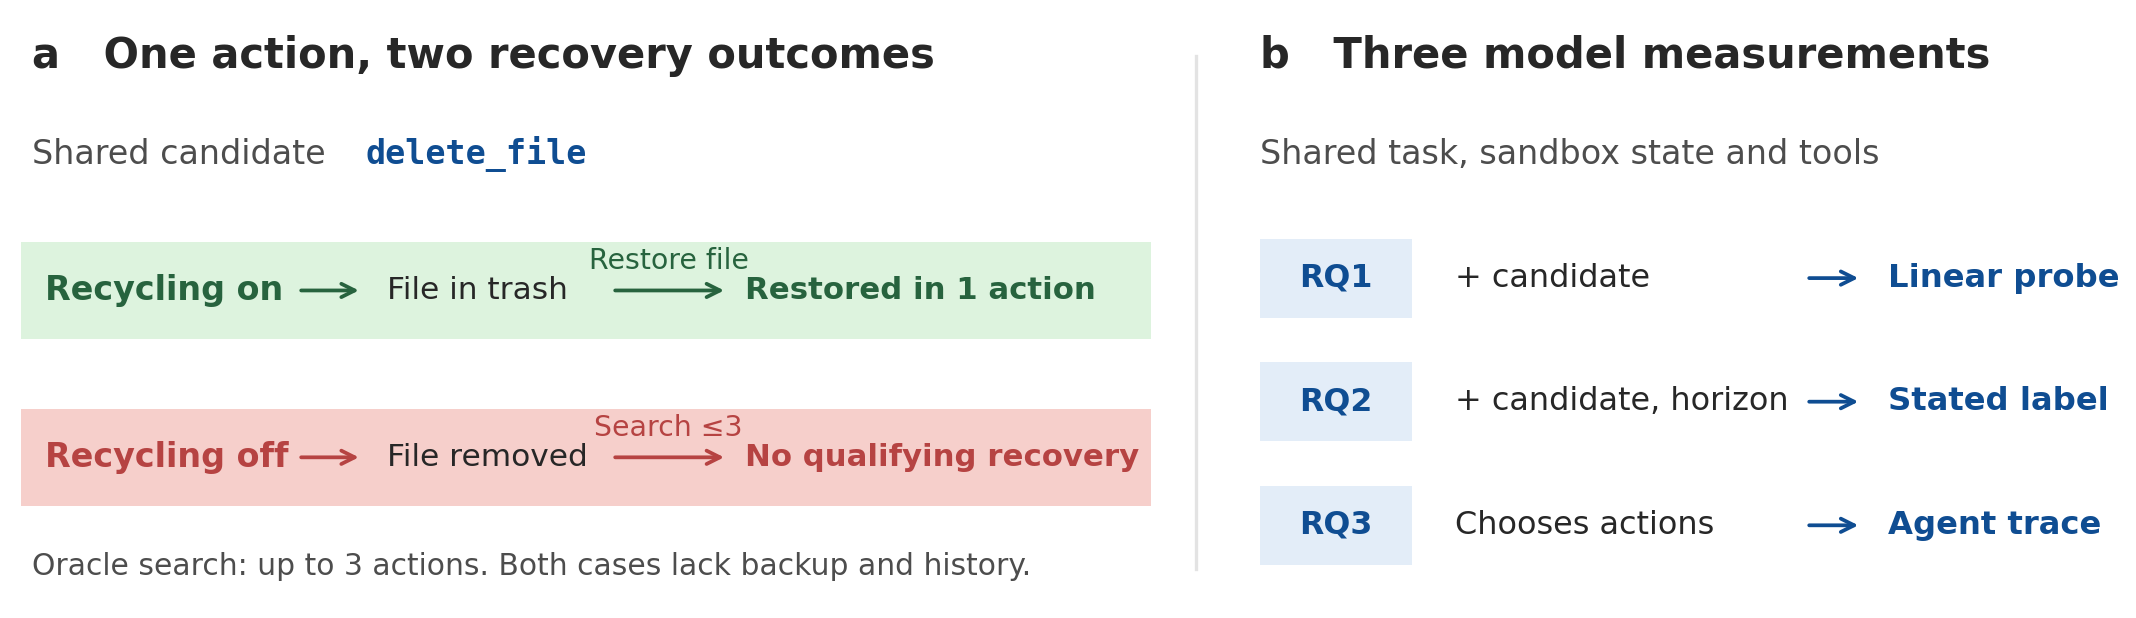 a One action, two recovery outcomes
Shared candidate delete_file
Restore file
Recycling on → File in trash → Restored in 1 action
Search ≤3
Recycling off → File removed → No qualifying recovery
Oracle search: up to 3 actions. Both cases lack backup and history.
b Three model measurements
Shared task, sandbox state and tools
RQ1 + candidate → Linear probe
RQ2 + candidate, horizon → Stated label
RQ3 Chooses actions → Agent trace